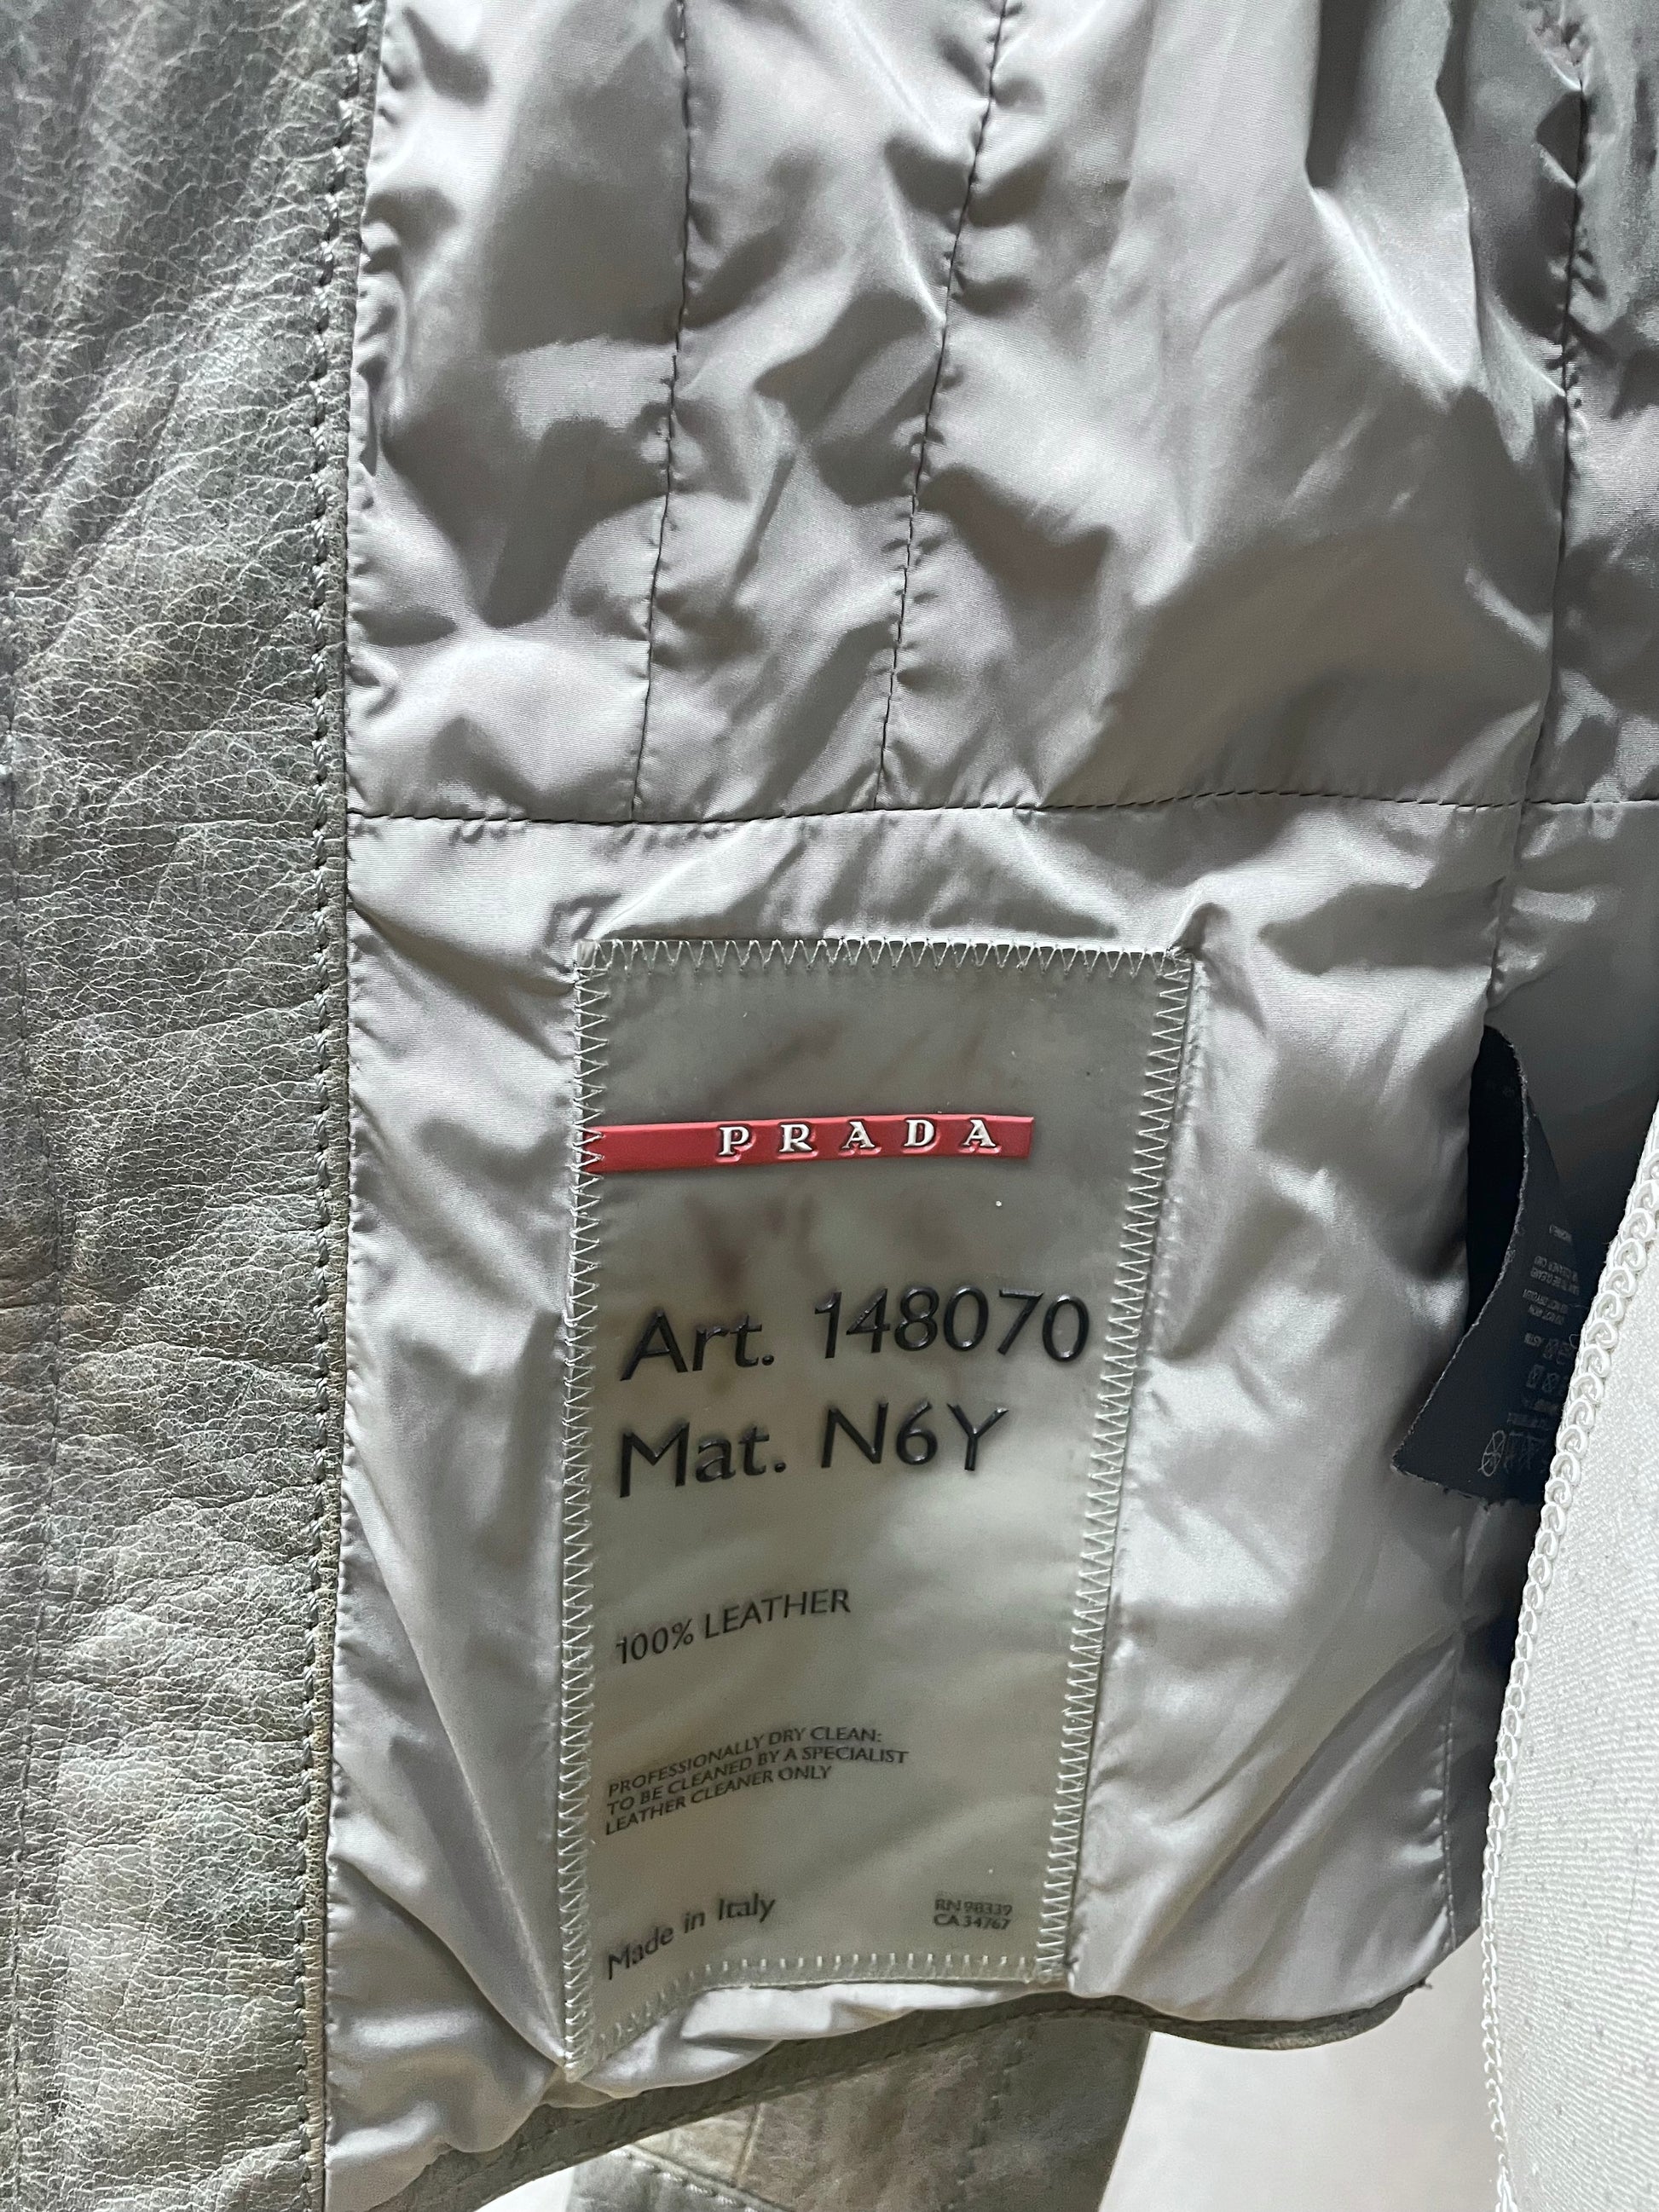 PRADA
Art. 148070
Mat. N6Y
100% LEATHER
PROFESSIONALLY DRY CLEAN:
TO BE CLEANED BY A SPECIALIST
LEATHER CLEANER ONLY
Made in Italy
RN 98339
CA 34767